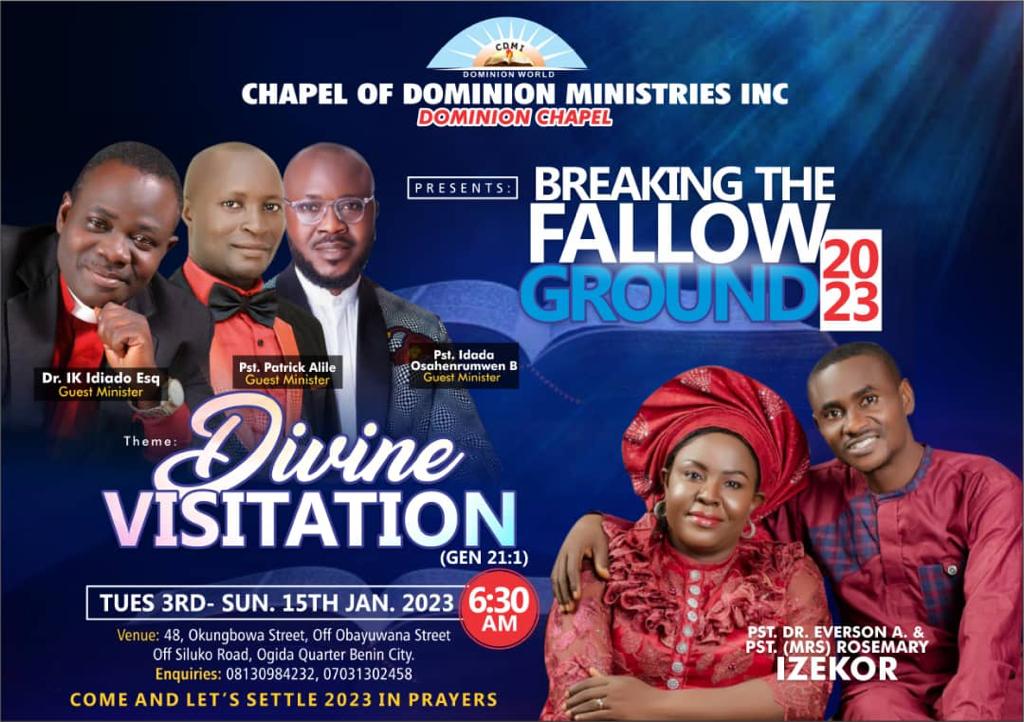 CDMI
DOMINION WORLD
CHAPEL OF DOMINION MINISTRIES INC
DOMINION CHAPEL
PRESENTS:
BREAKING THE
FALLOW
GROUND
20
23
Dr. IK Idiado Esq
Guest Minister
Pst. Patrick Alile
Guest Minister
Pst. Idada
Osahenrumwen B
Guest Minister
Theme:
Divine
VISITATION
(GEN 21:1)
TUES 3RD- SUN. 15TH JAN. 2023
6:30
AM
Venue: 48, Okungbowa Street, Off Obayuwana Street
Off Siluko Road, Ogida Quarter Benin City.
Enquiries: 08130984232, 07031302458
COME AND LET'S SETTLE 2023 IN PRAYERS
PST. DR. EVERSON A. &
PST. (MRS) ROSEMARY
IZEKOR